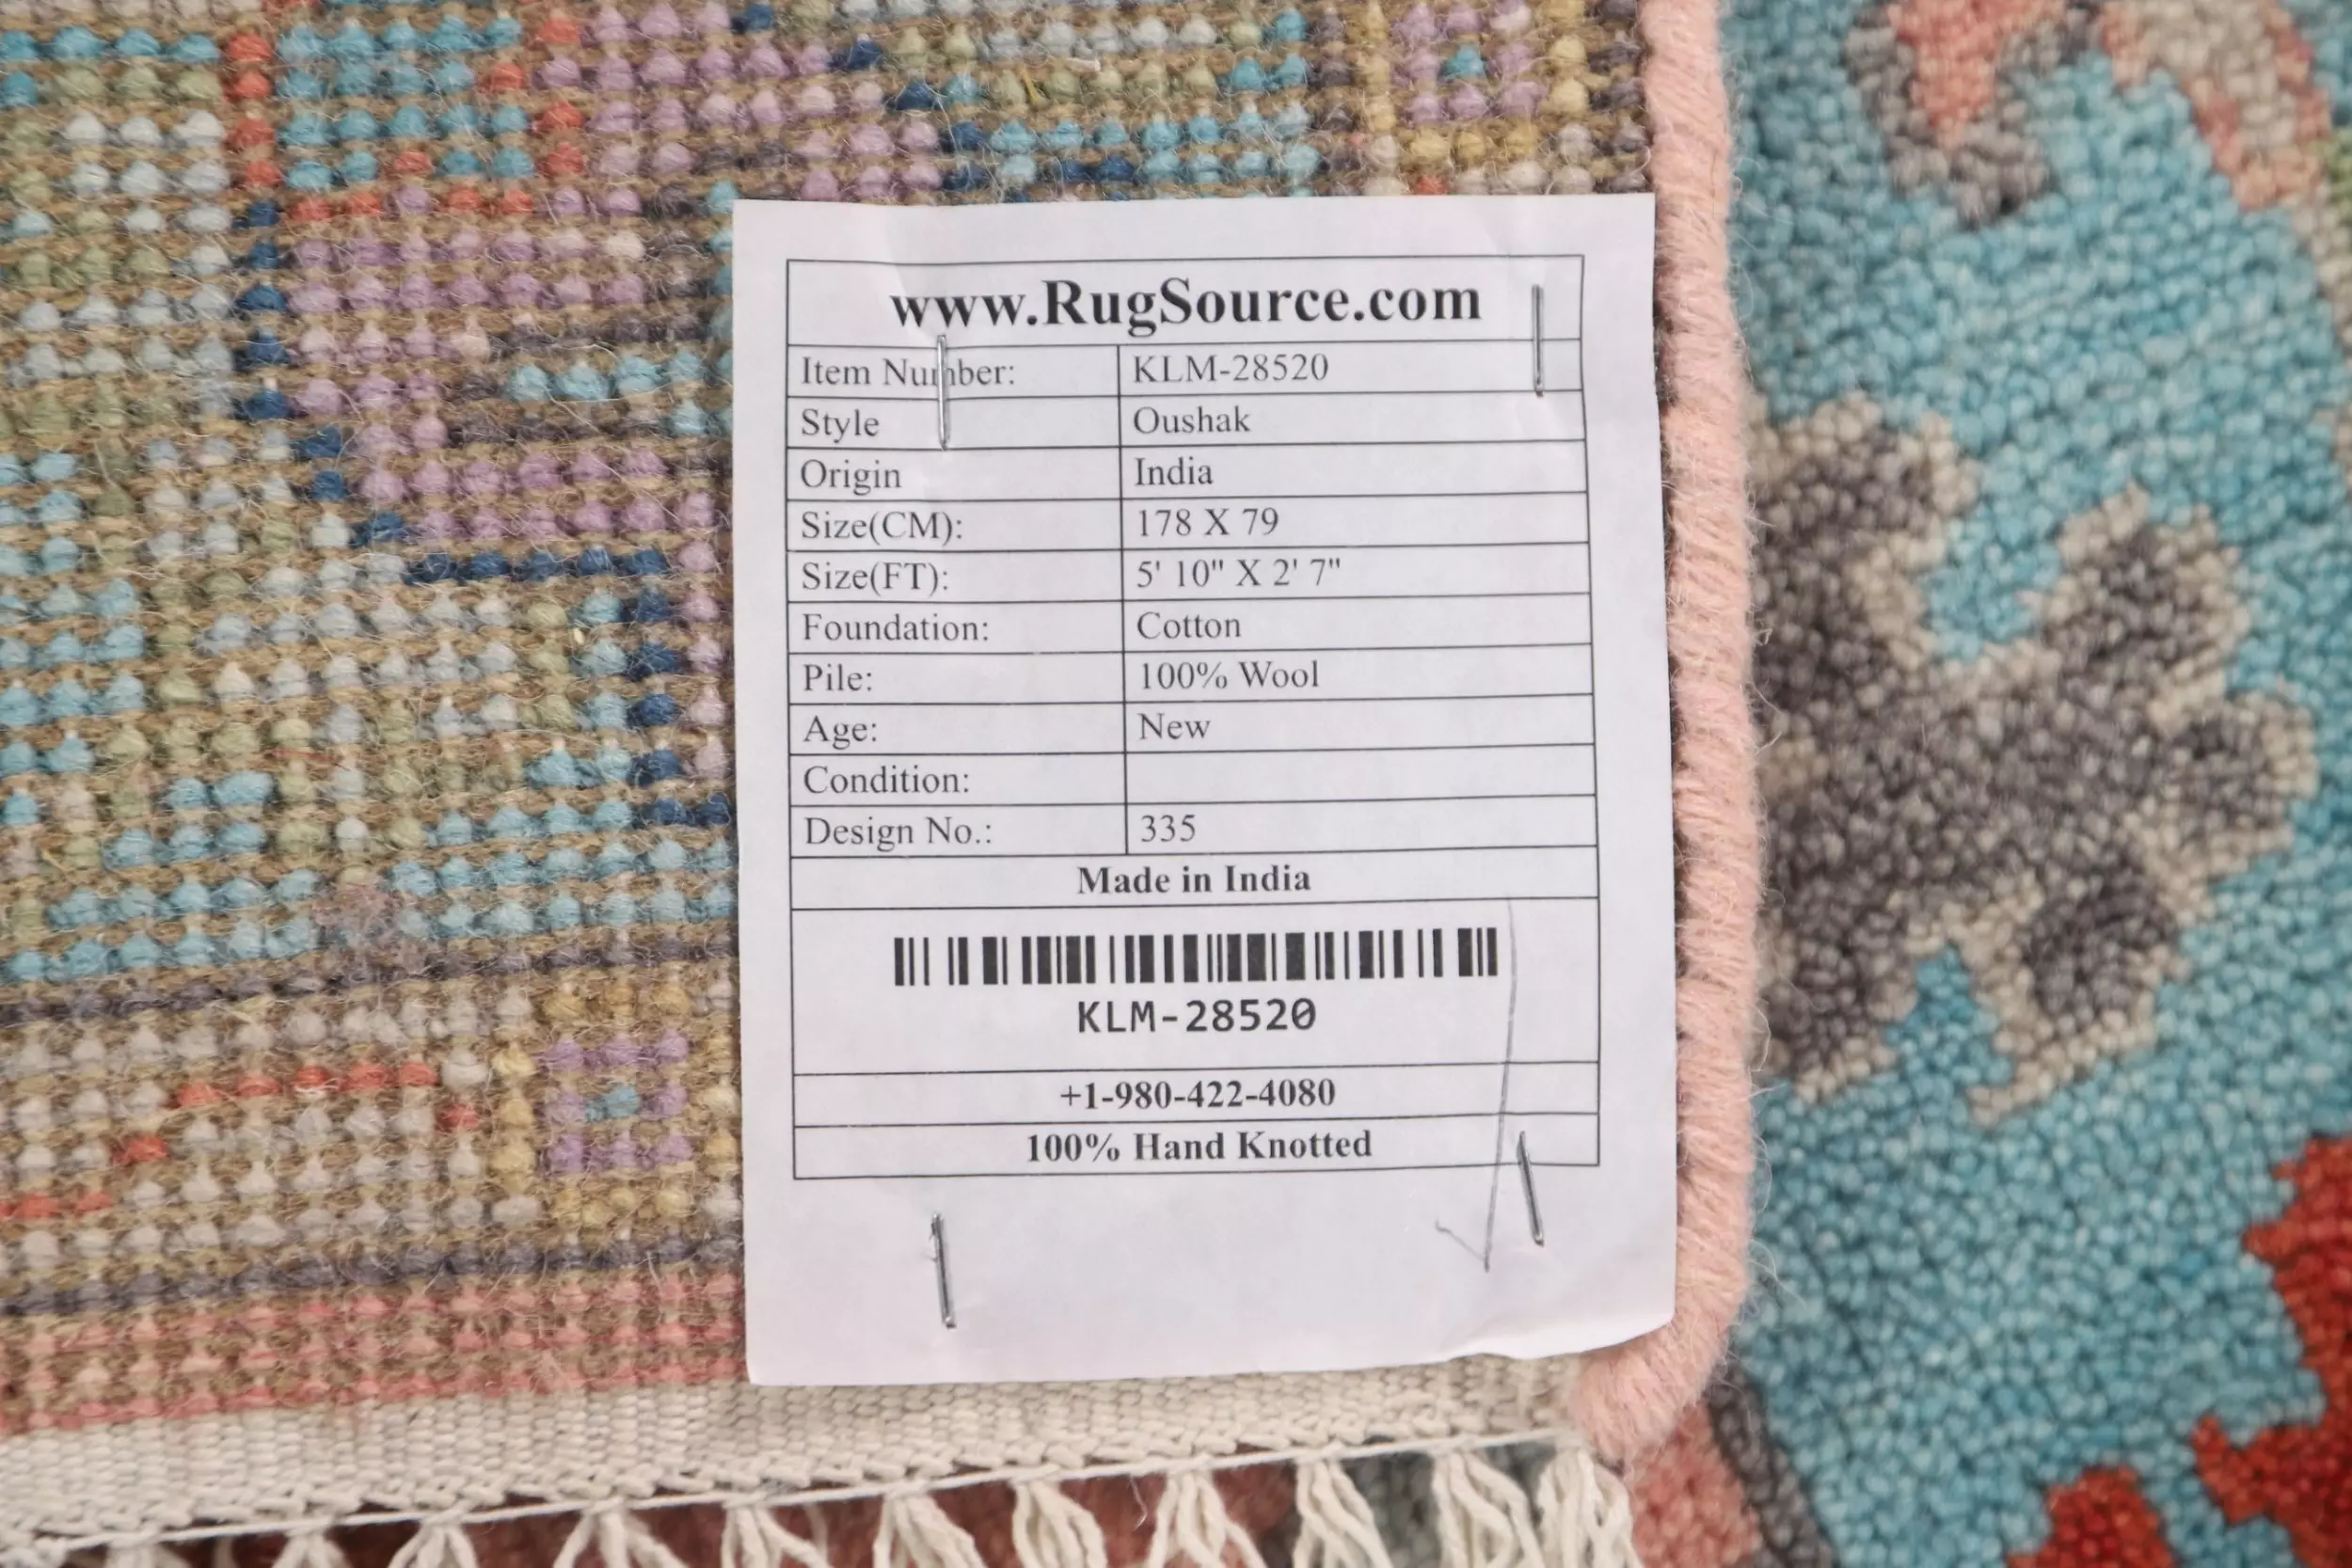 www.RugSource.com
Item Number: KLM-28520
Style Oushak
Origin India
Size(CM): 178 X 79
Size(FT): 5' 10" X 2' 7"
Foundation: Cotton
Pile: 100% Wool
Age: New
Condition:
Design No.: 335
Made in India
KLM-28520
+1-980-422-4080
100% Hand Knotted